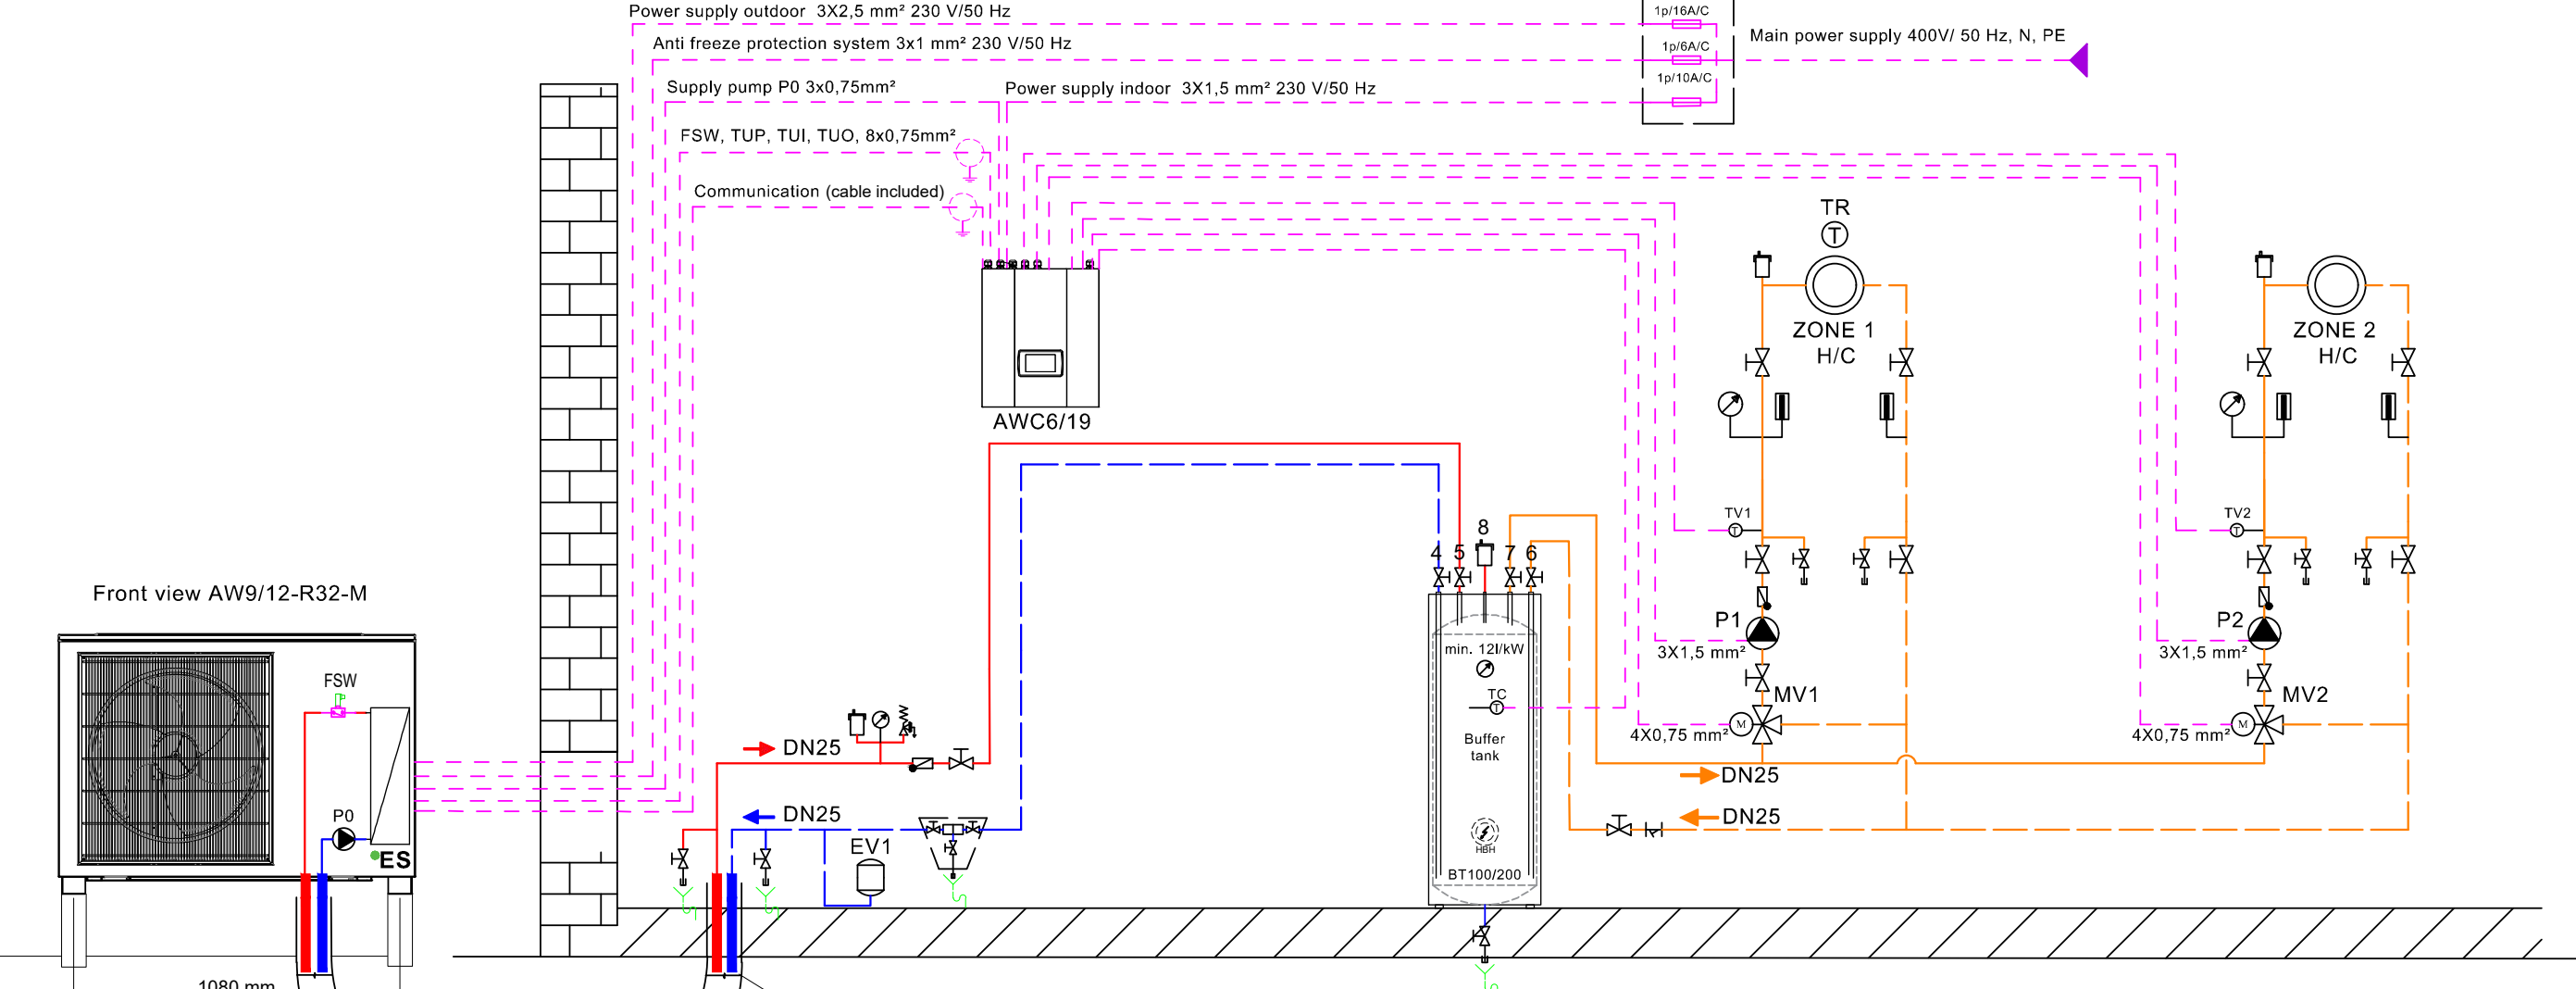 Power supply outdoor 3X2,5 mm² 230 V/50 Hz
1p/16A/C
Anti freeze protection system 3x1 mm² 230 V/50 Hz
1p/6A/C
Main power supply 400V/ 50 Hz, N, PE
Supply pump P0 3x0,75mm²
Power supply indoor 3X1,5 mm² 230 V/50 Hz
1p/10A/C
FSW, TUP, TUI, TUO, 8x0,75mm²
Communication (cable included)
TR
T
ZONE 1
H/C
ZONE 2
H/C
AWC6/19
TV1
T
TV2
T
8
4
5
7
6
Front view AW9/12-R32-M
P1
3X1,5 mm²
P2
3X1,5 mm²
min. 12l/kW
FSW
TC
T
MV1
M
4X0,75 mm²
MV2
M
4X0,75 mm²
Buffer
tank
DN25
DN25
DN25
DN25
P0
EV1
HBH
ES
BT100/200
1080 mm